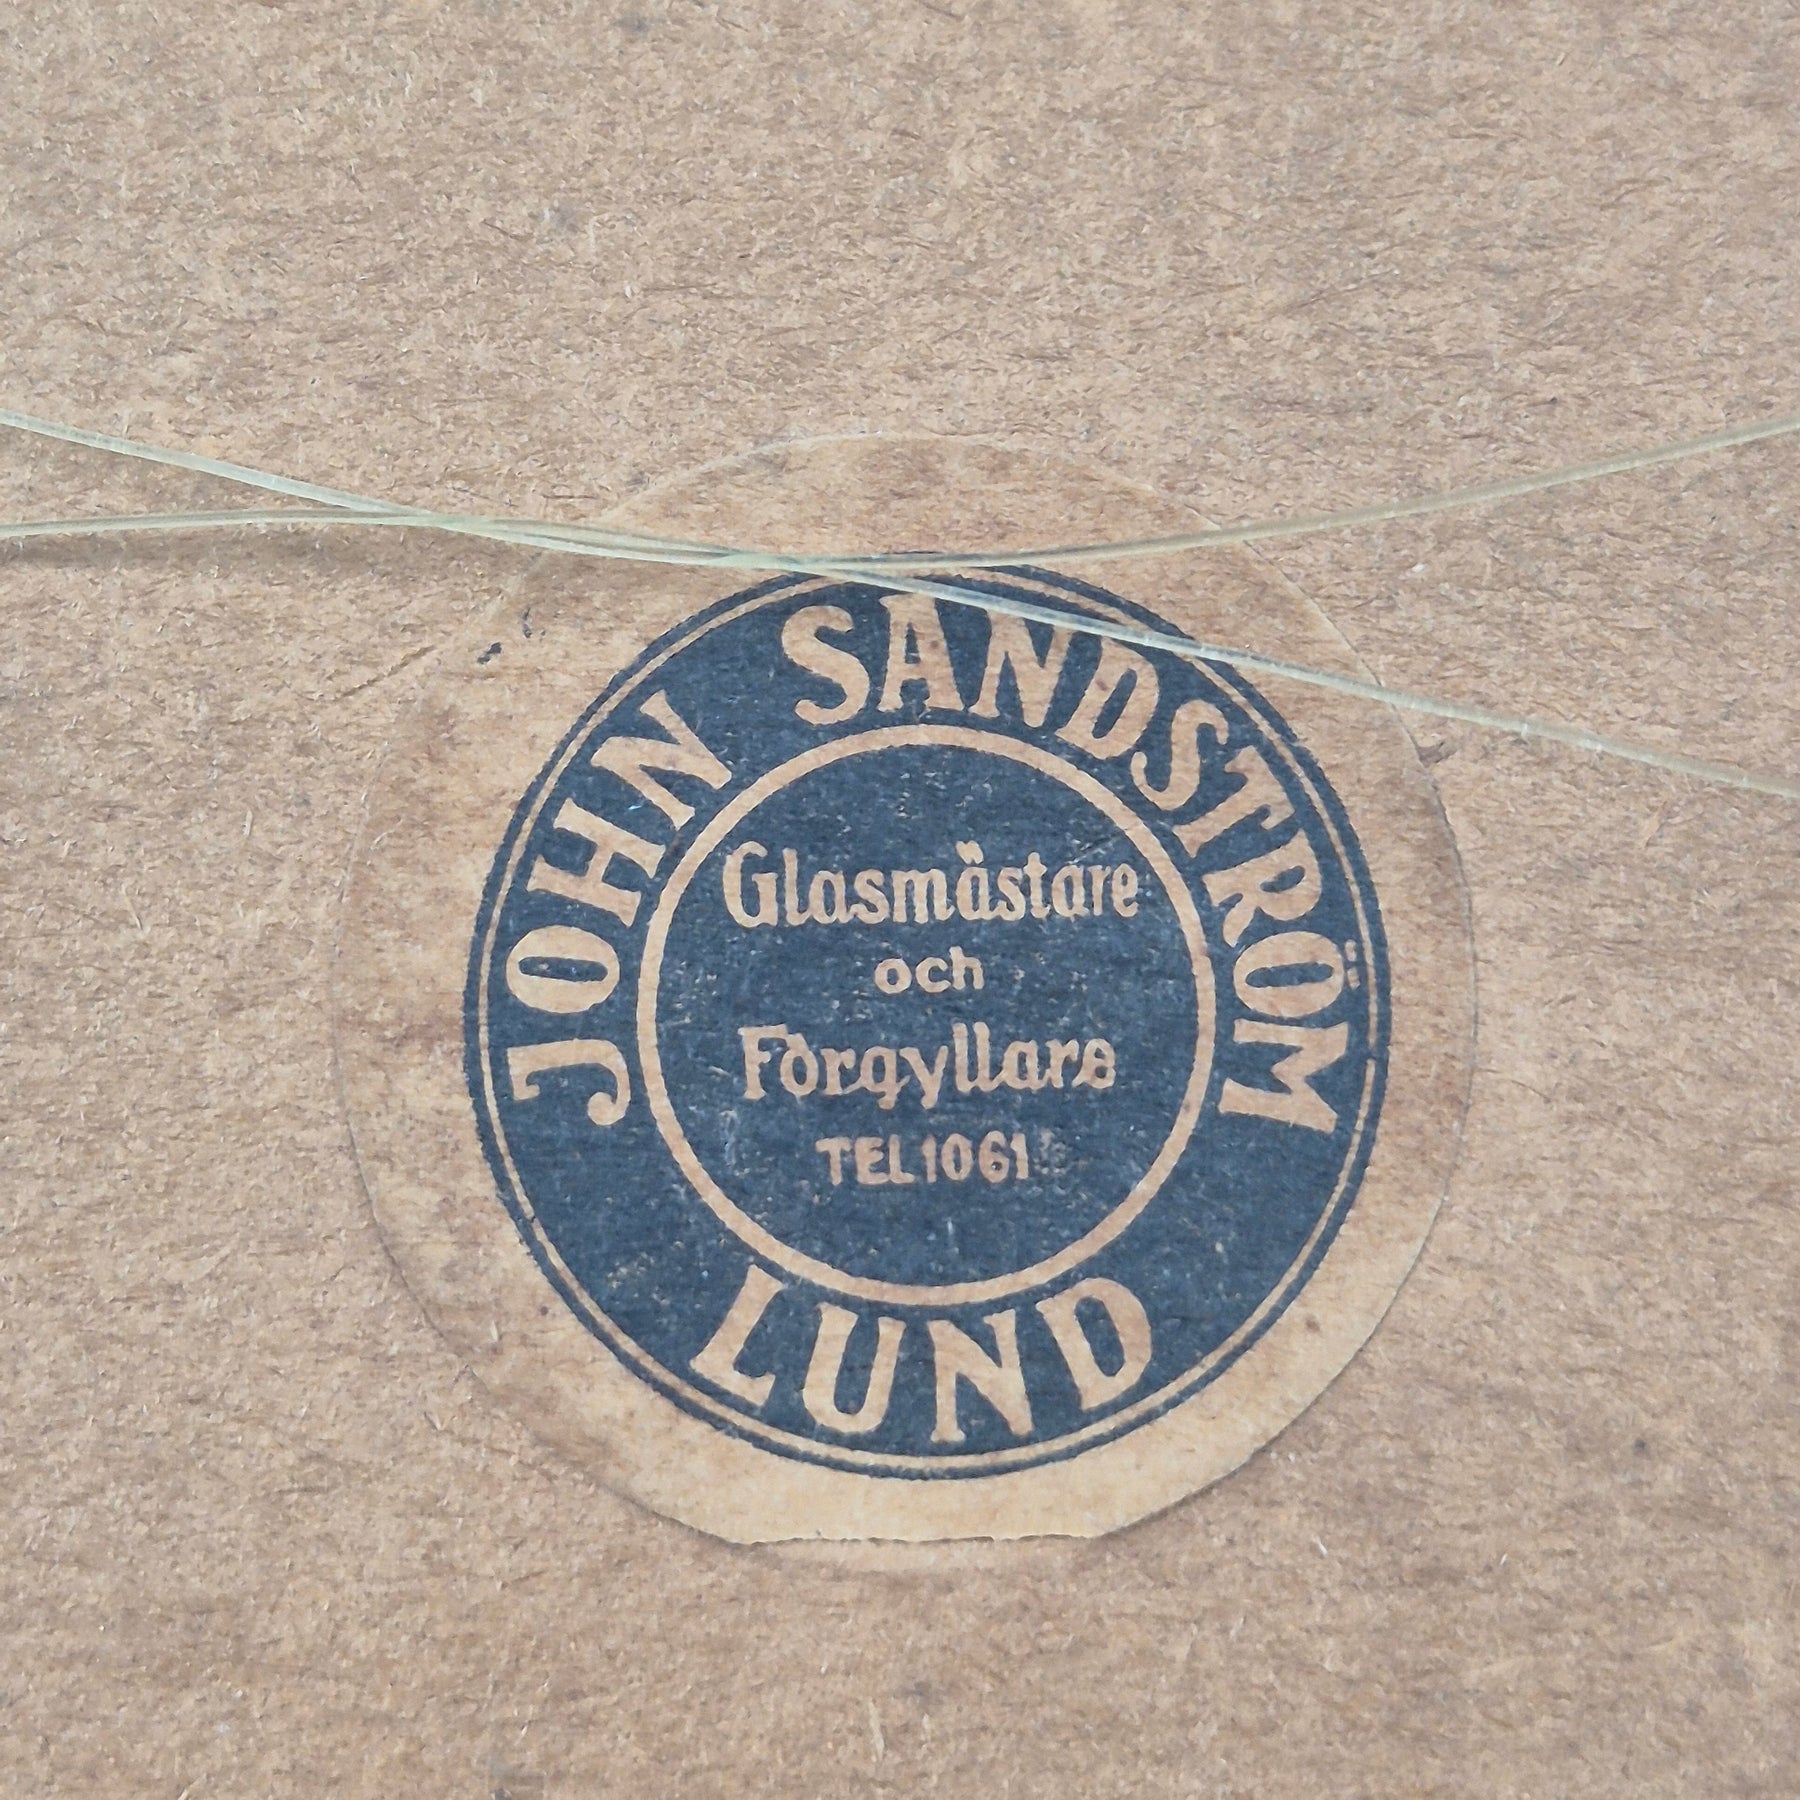 JOHN SANDSTRÖM
Glasmästare
och
Förgyllare
TEL 1061
LUND